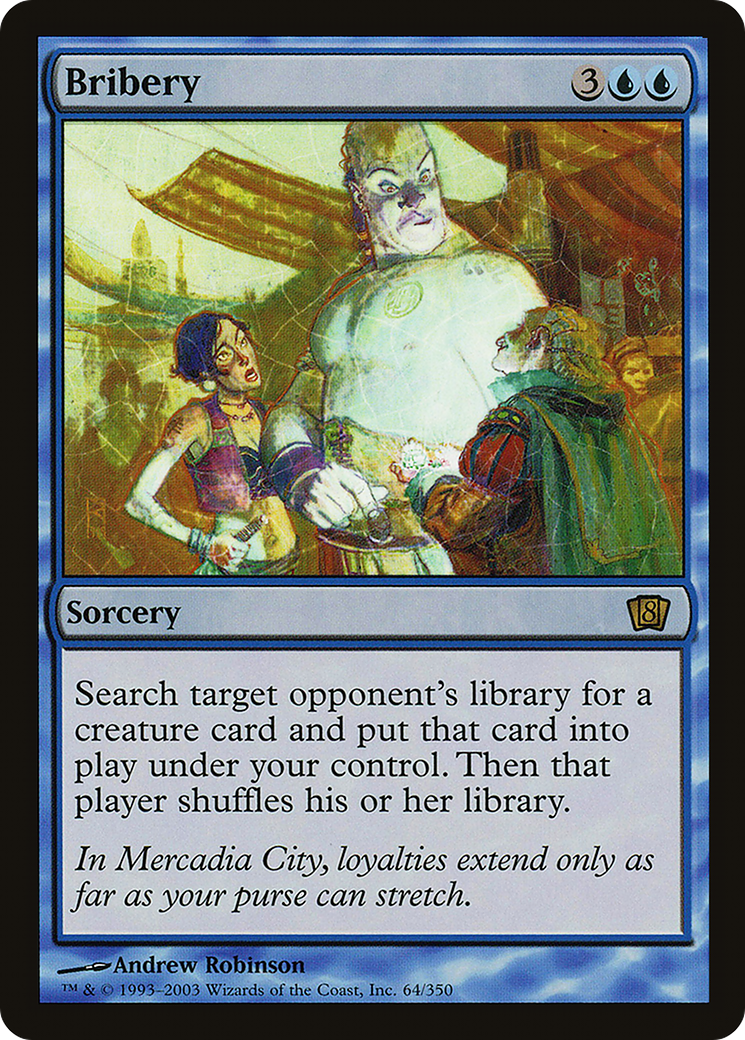 Bribery 3
Sorcery 8
Search target opponent's library for a
creature card and put that card into
play under your control. Then that
player shuffles his or her library.
In Mercadia City, loyalties extend only as
far as your purse can stretch.
Andrew Robinson
™ & © 1993–2003 Wizards of the Coast, Inc. 64/350